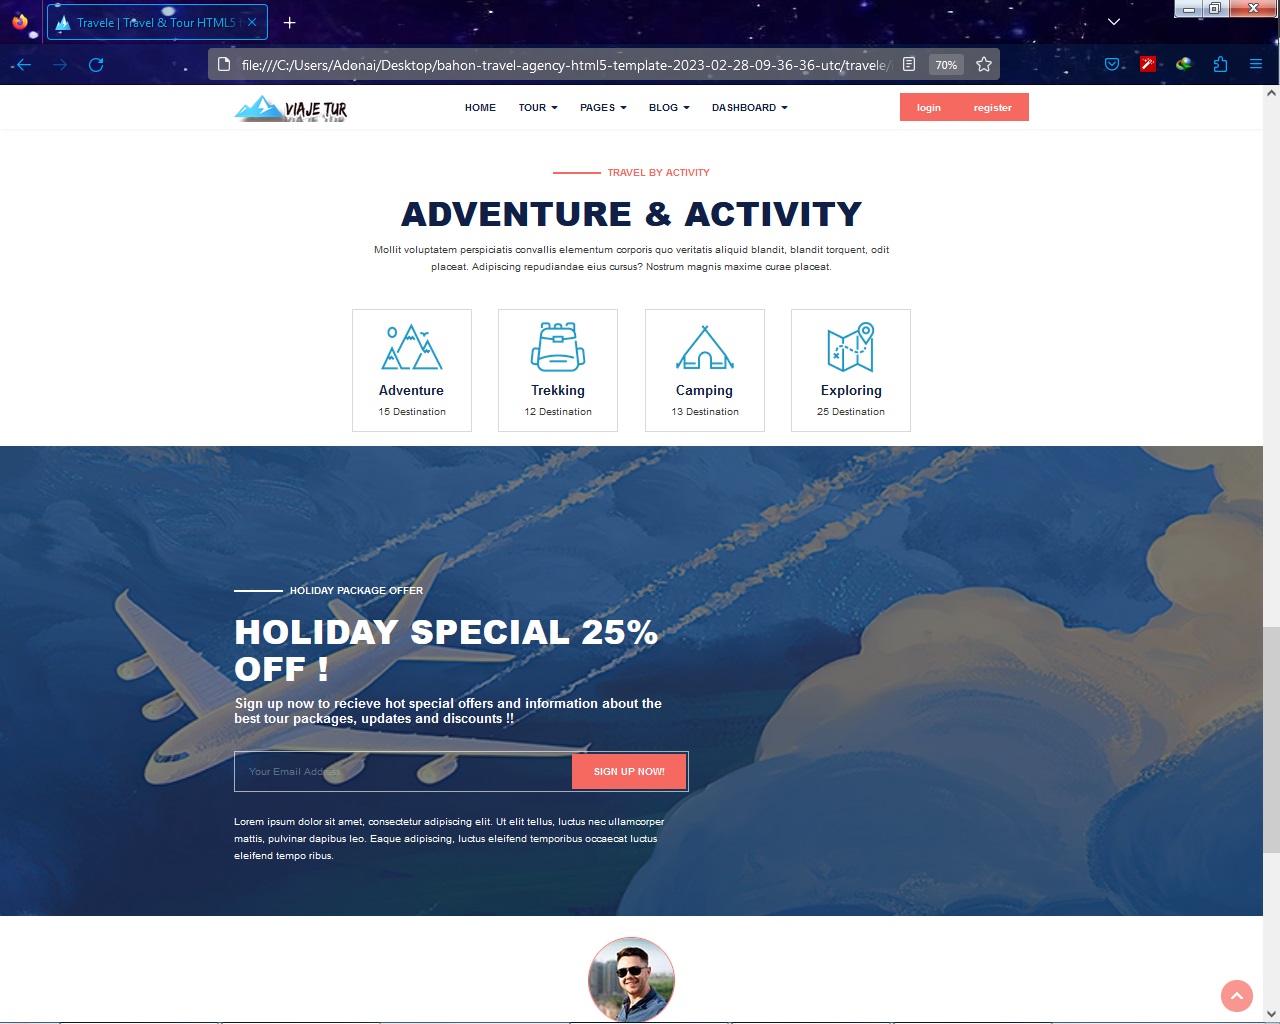 Travele | Travel & Tour HTML5
file:///C:/Users/Adonai/Desktop/bahon-travel-agency-html5-template-2023-02-28-09-36-36-utc/travele/
70%
VIAJE TUR
HOME TOUR PAGES BLOG DASHBOARD
login register
TRAVEL BY ACTIVITY
ADVENTURE & ACTIVITY
Mollit voluptatem perspiciatis convallis elementum corporis quo veritatis aliquid blandit, blandit torquent, odit
placeat. Adipiscing repudiandae eius cursus? Nostrum magnis maxime curae placeat.
Adventure
15 Destination
Trekking
12 Destination
Camping
13 Destination
Exploring
25 Destination
HOLIDAY PACKAGE OFFER
HOLIDAY SPECIAL 25%
OFF !
Sign up now to recieve hot special offers and information about the
best tour packages, updates and discounts !!
Your Email Address
SIGN UP NOW!
Lorem ipsum dolor sit amet, consectetur adipiscing elit. Ut elit tellus, luctus nec ullamcorper
mattis, pulvinar dapibus leo. Eaque adipiscing, luctus eleifend temporibus occaecat luctus
eleifend tempo ribus.